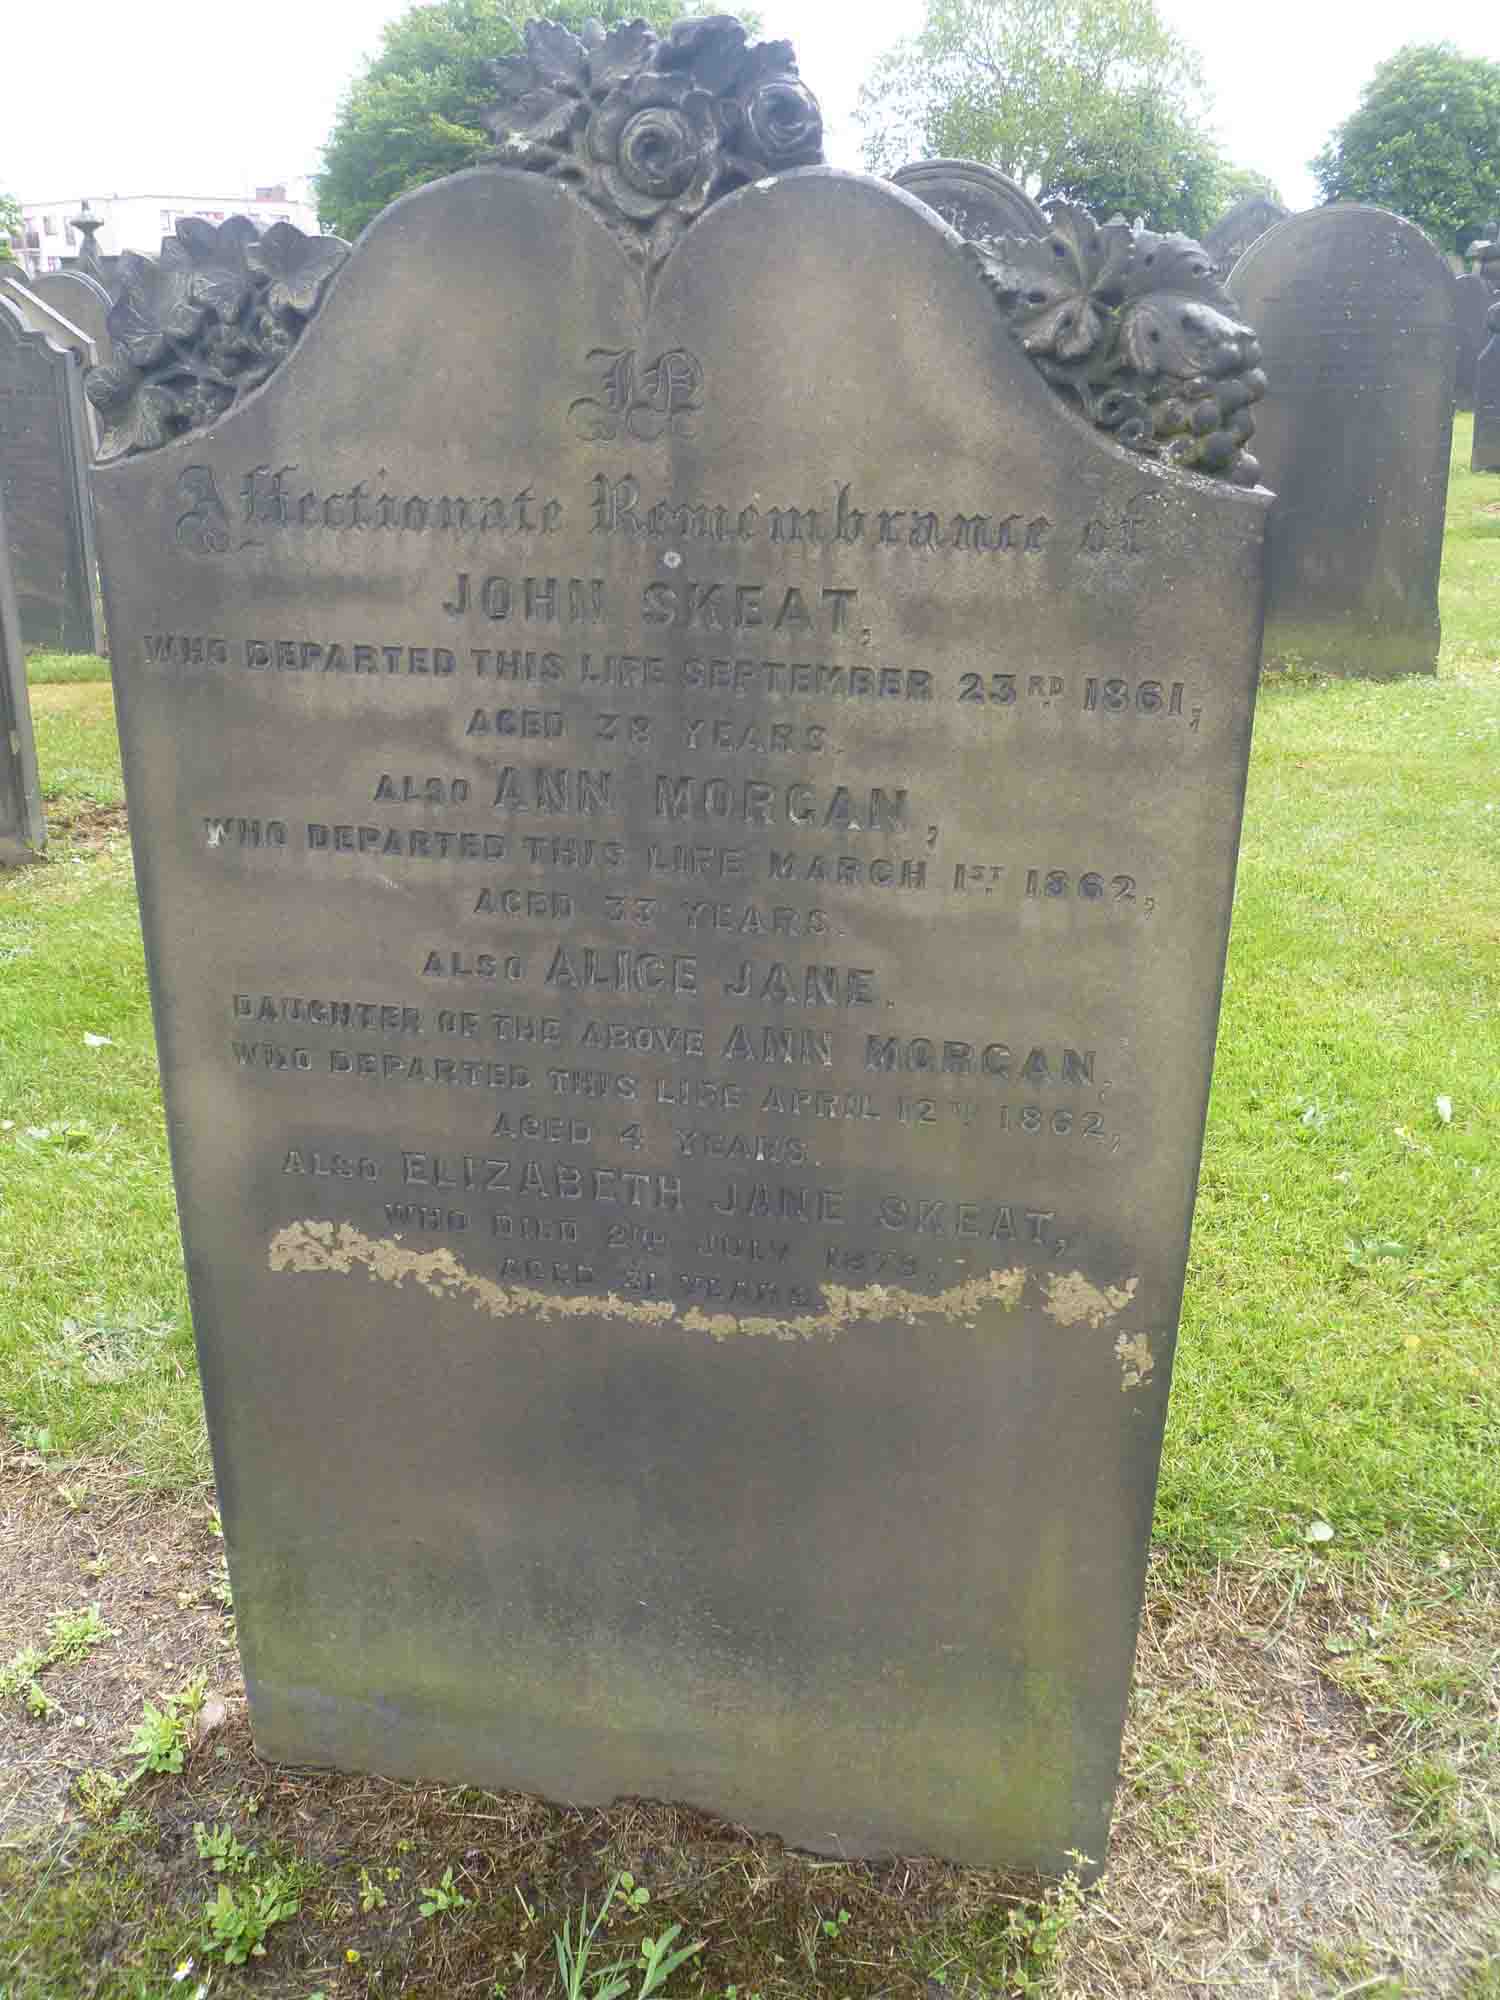 In
Affectionate Remembrance of
JOHN SKEAT,
WHO DEPARTED THIS LIFE SEPTEMBER 23RD 1861,
AGED 38 YEARS.
ALSO ANN MORGAN,
WHO DEPARTED THIS LIFE MARCH 1ST 1862,
AGED 33 YEARS.
ALSO ALICE JANE.
DAUGHTER OF THE ABOVE ANN MORGAN,
WHO DEPARTED THIS LIFE APRIL 12TH 1862,
AGED 4 YEARS.
ALSO ELIZABETH JANE SKEAT,
WHO DIED JULY
AGED YEARS